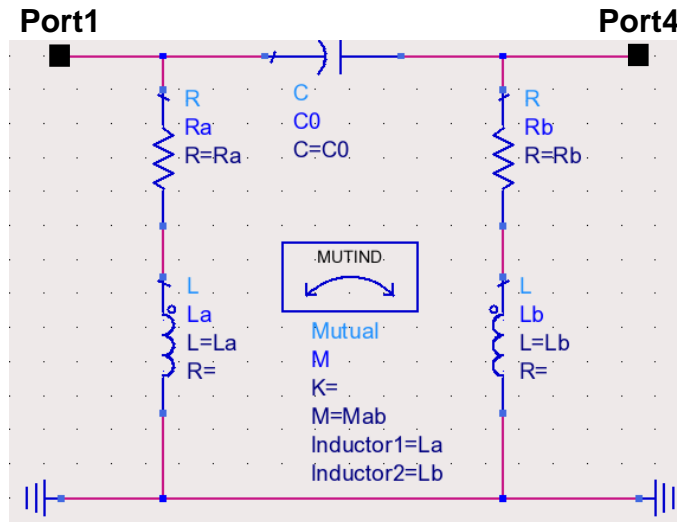 Port1
Port4
R
Ra
R=Ra
C
C0
C=C0
R
Rb
R=Rb
MUTIND
L
La
L=La
R=
Mutual
M
K=
M=Mab
Inductor1=La
Inductor2=Lb
L
Lb
L=Lb
R=